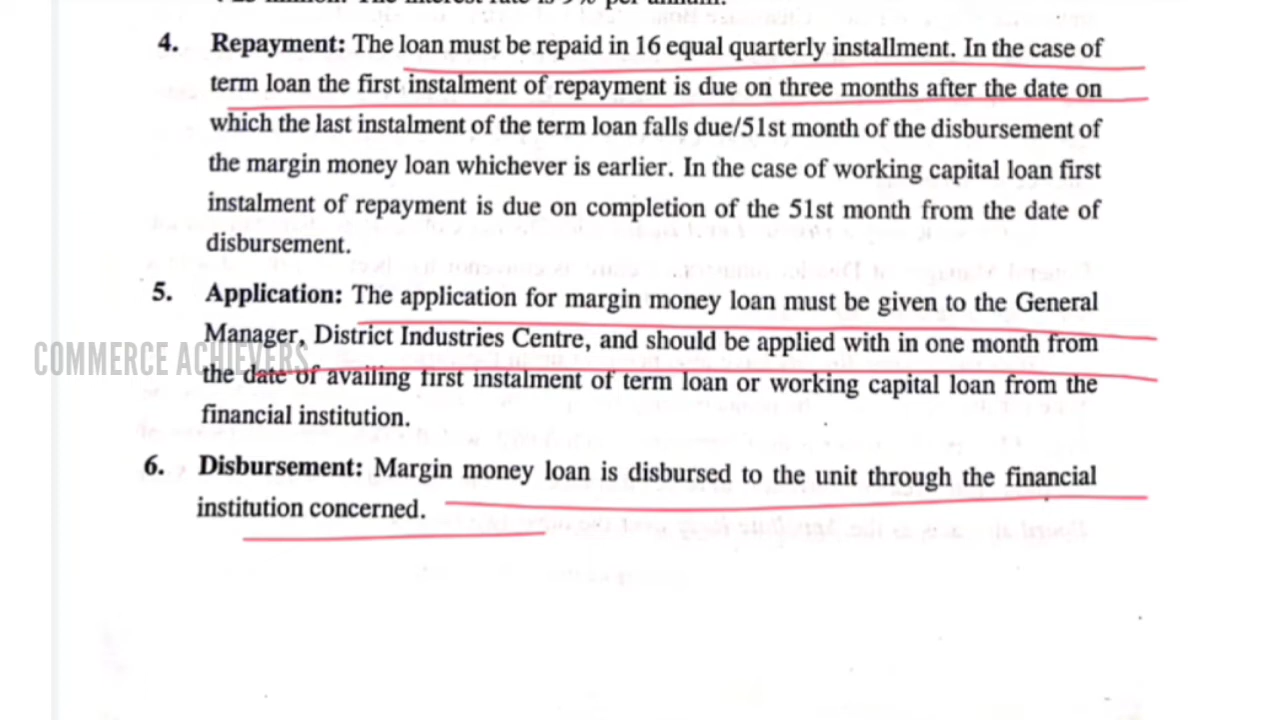 4. Repayment: The loan must be repaid in 16 equal quarterly installment. In the case of
term loan the first instalment of repayment is due on three months after the date on
which the last instalment of the term loan falls due/51st month of the disbursement of
the margin money loan whichever is earlier. In the case of working capital loan first
instalment of repayment is due on completion of the 51st month from the date of
disbursement.
5. Application: The application for margin money loan must be given to the General
Manager, District Industries Centre, and should be applied with in one month from
COMMERCE ACHIEVERS
the date of availing first instalment of term loan or working capital loan from the
financial institution.
6. Disbursement: Margin money loan is disbursed to the unit through the financial
institution concerned.